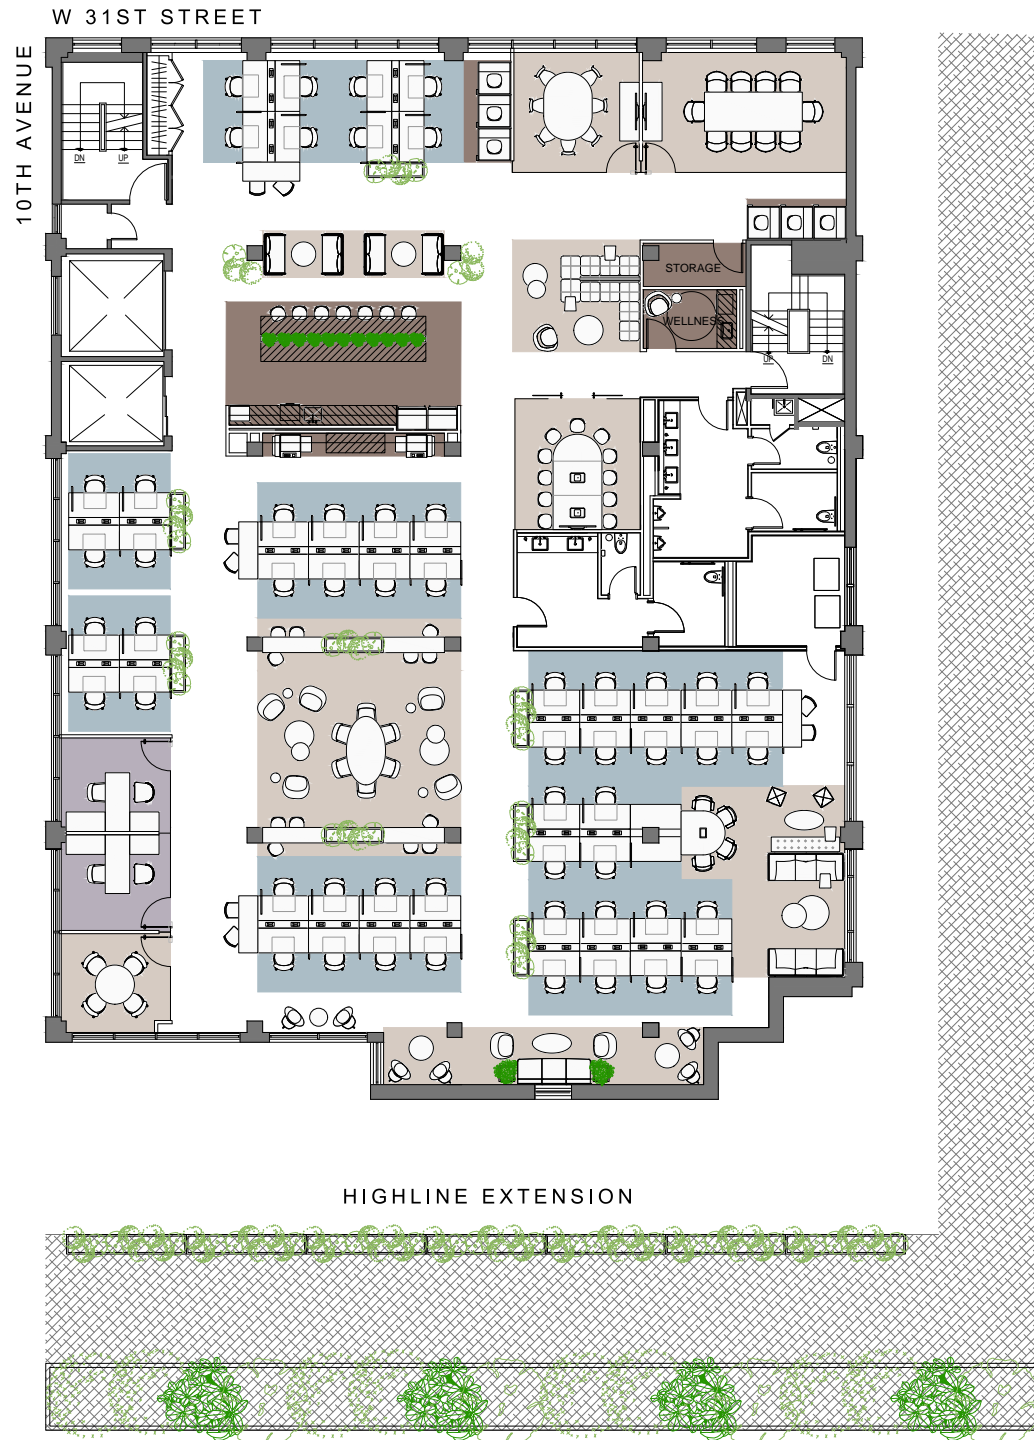 W 31ST STREET
10TH AVENUE
DN
UP
STORAGE
WELLNESS
UP
DN
HIGHLINE EXTENSION